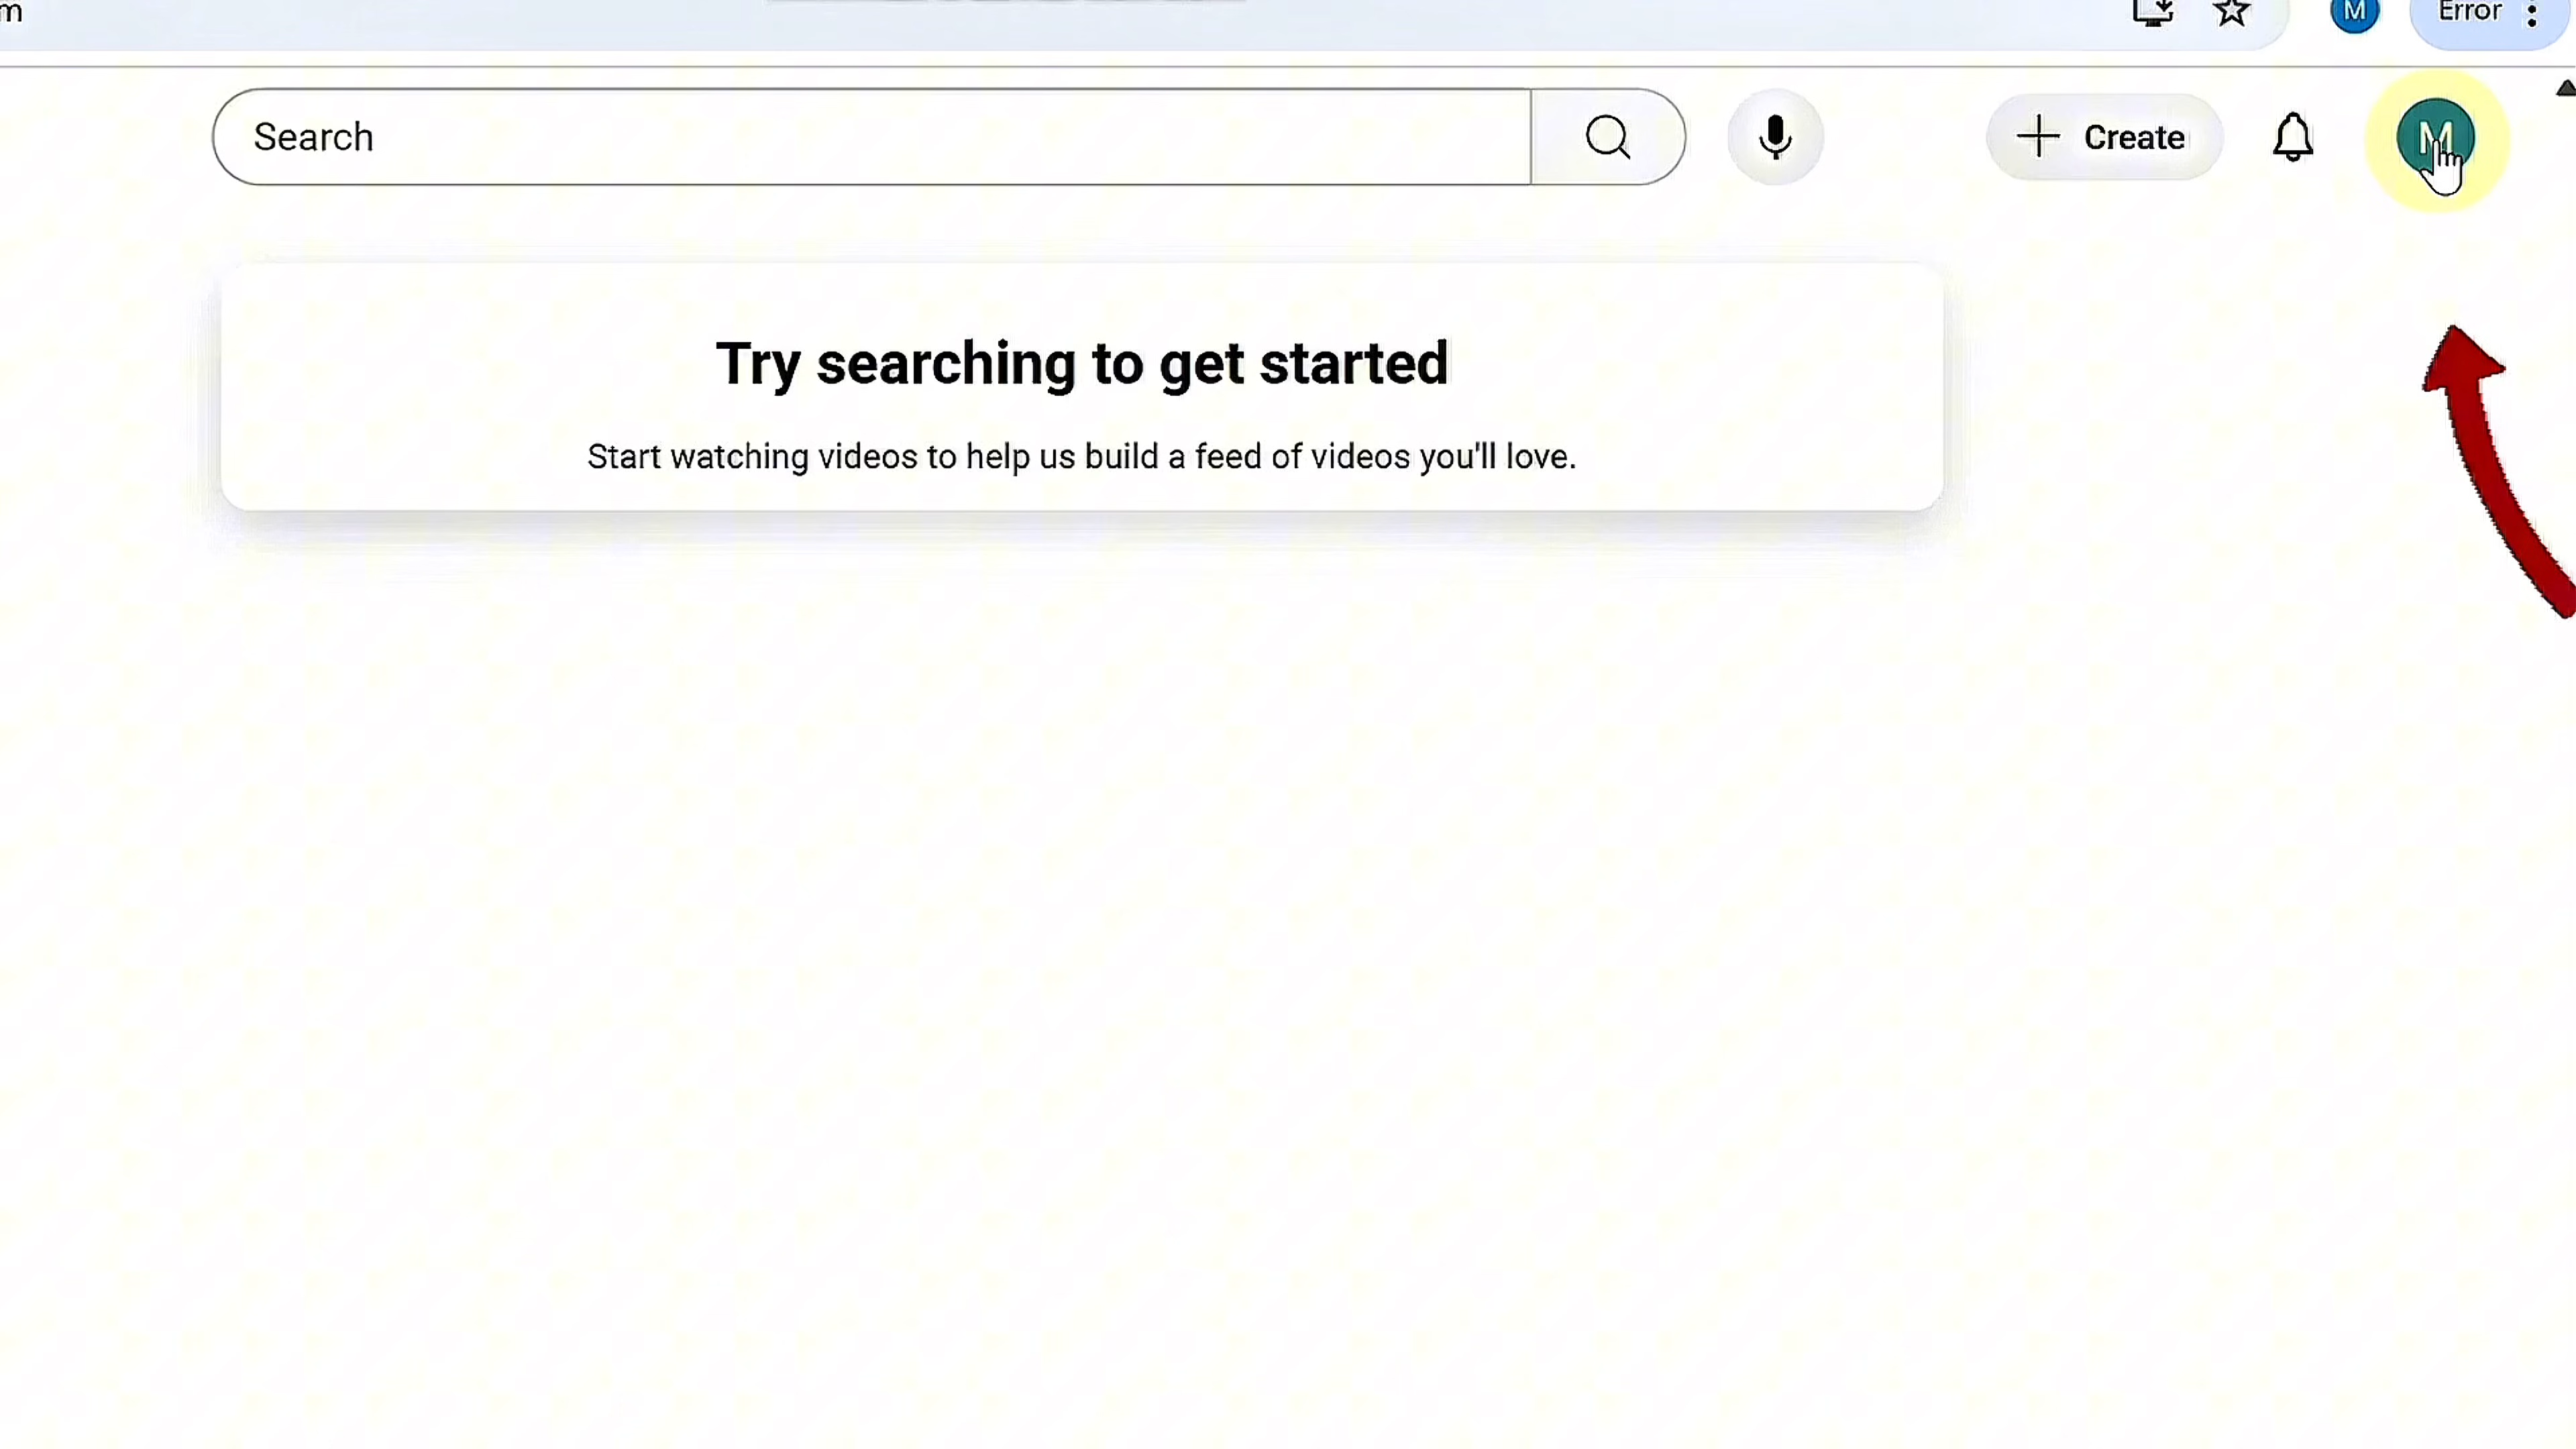 m
M
Error
Search
Create
M
Try searching to get started
Start watching videos to help us build a feed of videos you'll love.